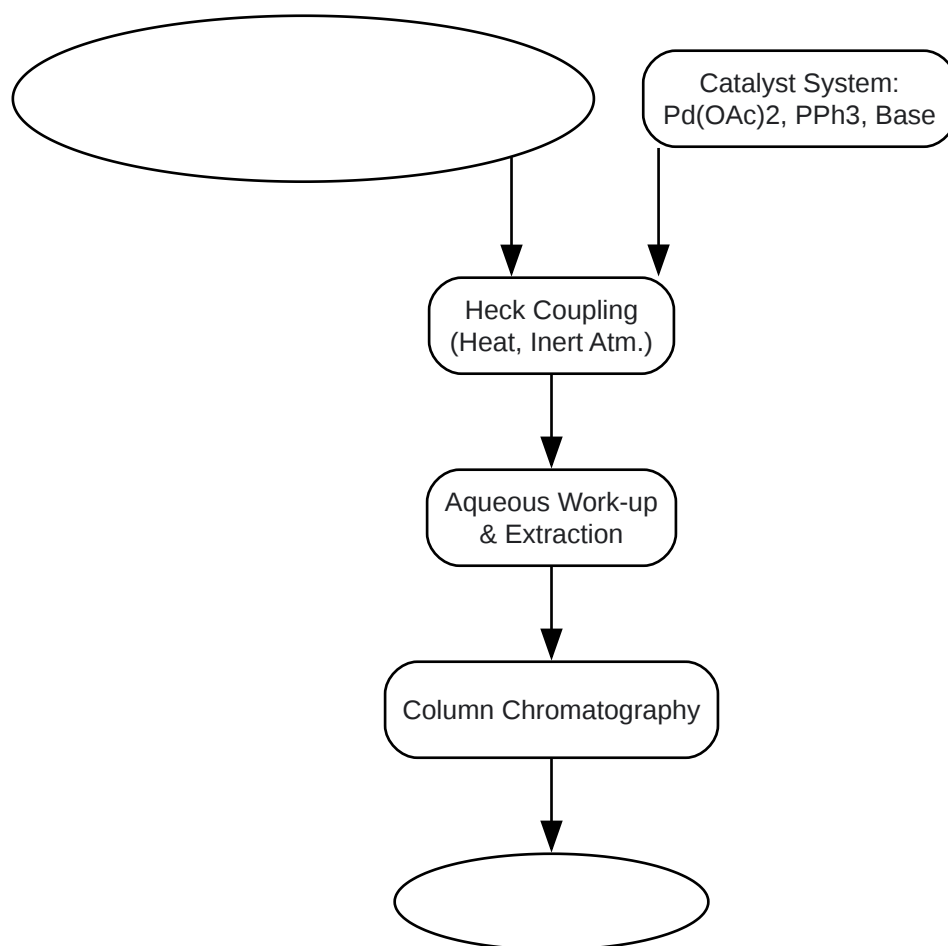 Catalyst System:
Pd(OAc)2, PPh3, Base
Heck Coupling
(Heat, Inert Atm.)
Aqueous Work-up
& Extraction
Column Chromatography